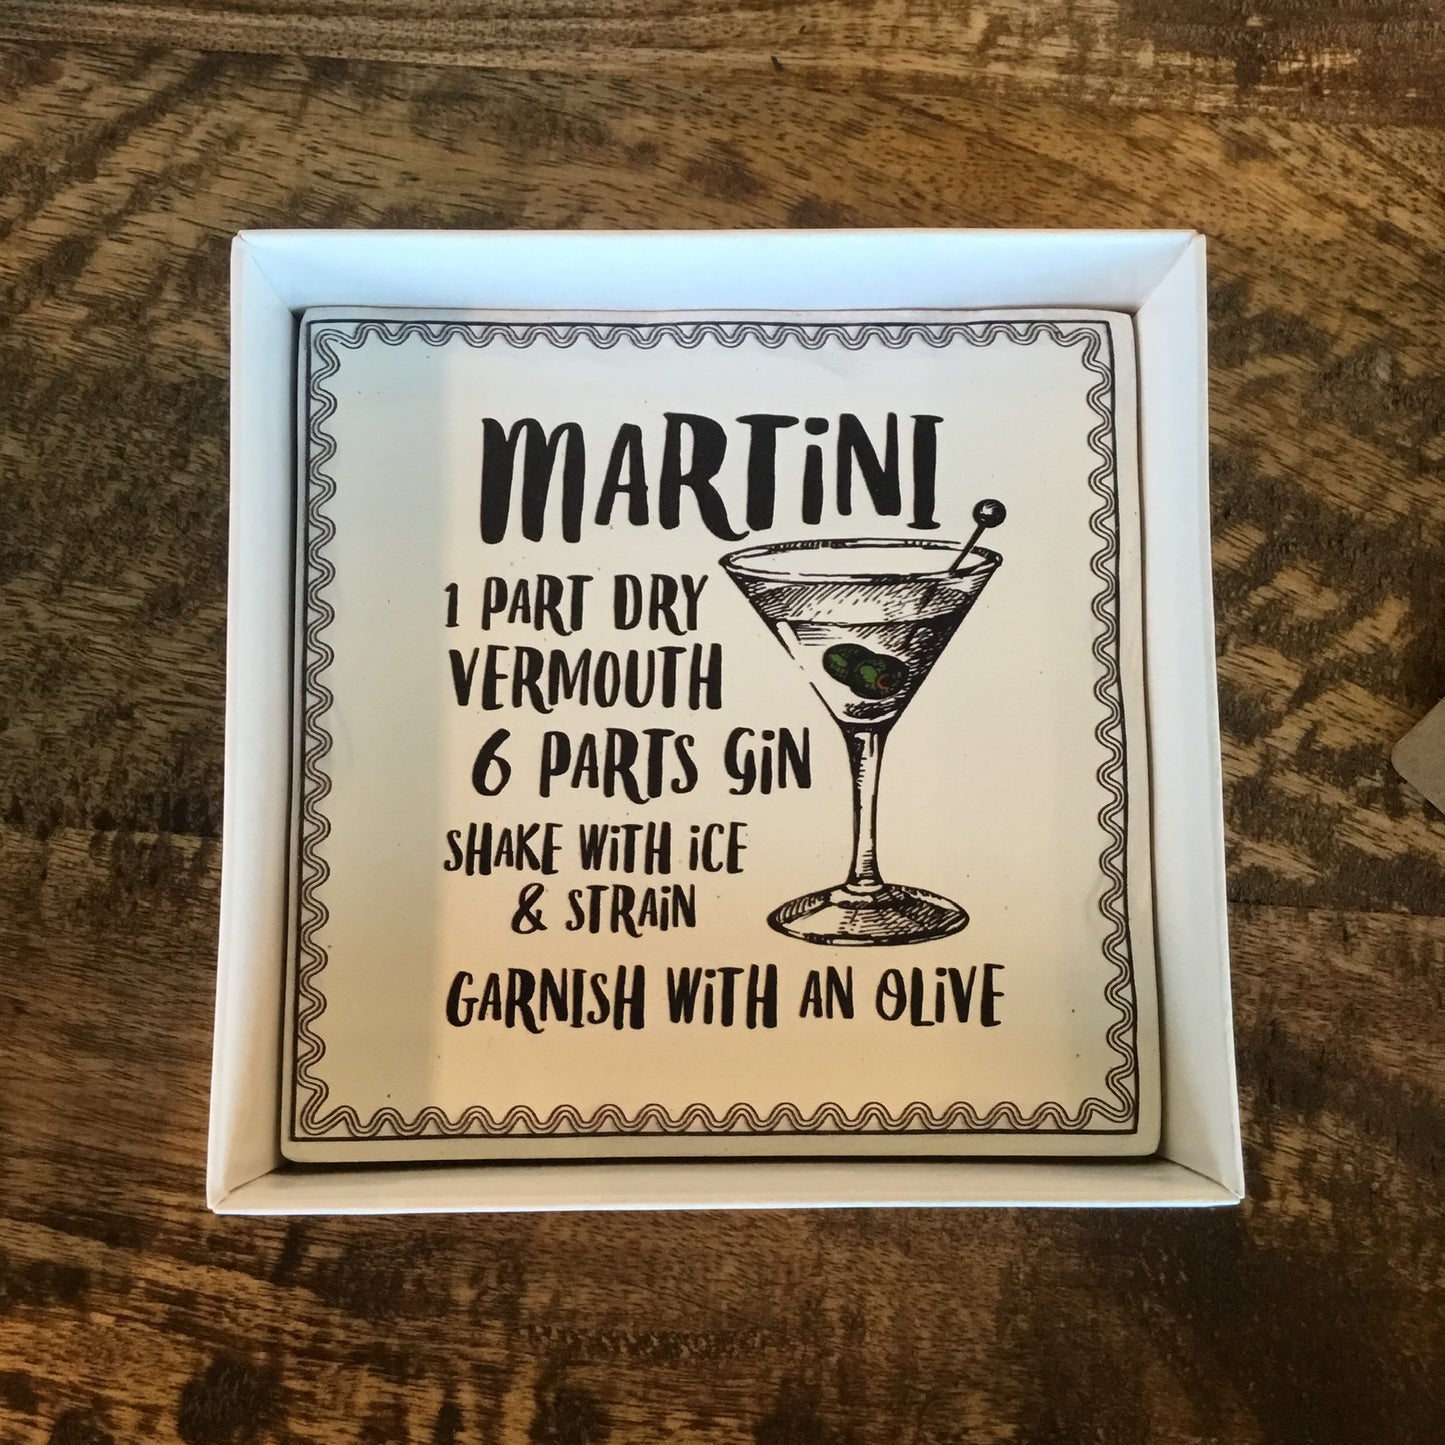 MARTiNI
1 PART DRY
VERMOUTH
6 PARTS GiN
SHAKE WiTH iCE
& STRAiN
GARNISH WiTH AN OLiVE